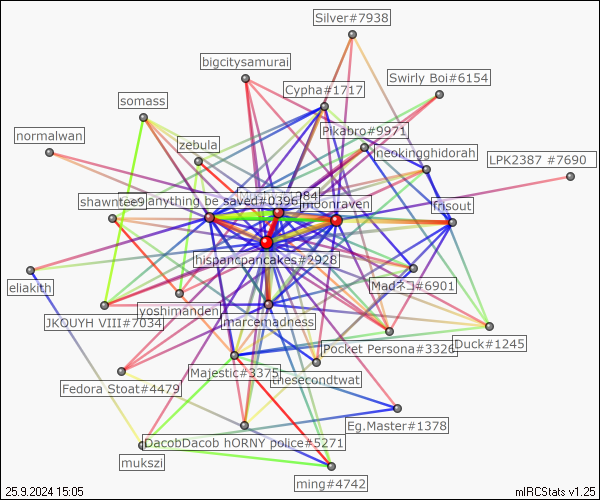 Silver#7938
bigcitysamurai
Swirly Boi#6154
Cypha#1717
somass
Pikabro#9971
normalwan
zebula
neokingghidorah
LPK2387 #7690
shawntee9
anything be saved#0396
moonraven
frisout
hispancpancakes#2928
eliakith
Madネコ#6901
yoshimanden
JKOUYH VIII#7034
marcemadness
Pocket Persona#3326
Duck#1245
Majestic#3375
thesecondtwat
Fedora Stoat#4479
Eg.Master#1378
DacobDacob hORNY police#5271
mukszi
ming#4742
25.9.2024 15:05
mIRCStats v1.25